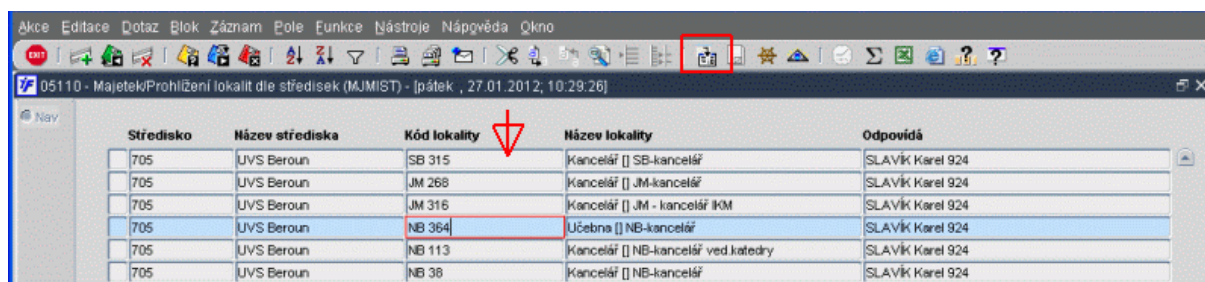 Akce Editace Dotaz Blok Záznam Pole Funkce Nástroje Nápověda Okno
EXIT
05110 - Majetek/Prohlížení lokalit dle středisek (MJMIST) - [pátek , 27.01.2012; 10:29:26]
Nav
Středisko Název střediska Kód lokality Název lokality Odpovídá
705 UVS Beroun SB 315 Kancelář [] SB-kancelář SLAVÍK Karel 924
705 UVS Beroun JM 268 Kancelář [] JM-kancelář SLAVÍK Karel 924
705 UVS Beroun JM 316 Kancelář [] JM - kancelář IKM SLAVÍK Karel 924
705 UVS Beroun NB 364 Učebna [] NB-kancelář SLAVÍK Karel 924
705 UVS Beroun NB 113 Kancelář [] NB-kancelář ved.katedry SLAVÍK Karel 924
705 UVS Beroun NB 38 Kancelář [] NB-kancelář SLAVÍK Karel 924